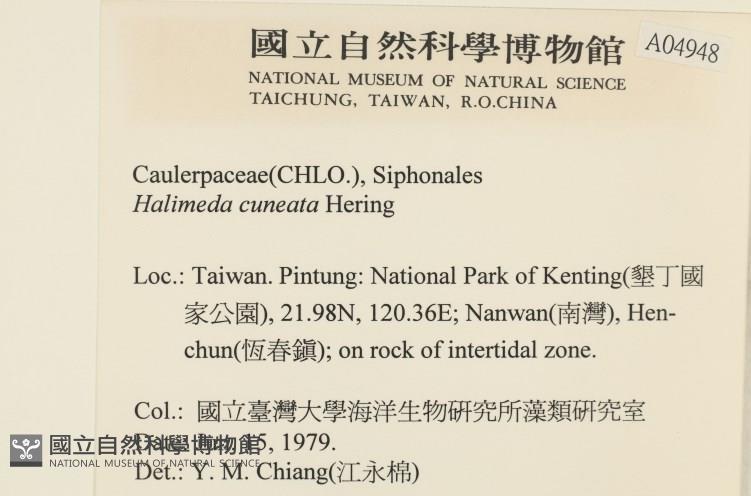 國立自然科學博物館
A04948
NATIONAL MUSEUM OF NATURAL SCIENCE
TAICHUNG, TAIWAN, R.O.CHINA
Caulerpaceae(CHLO.), Siphonales
Halimeda cuneata Hering
Loc.: Taiwan. Pintung: National Park of Kenting(墾丁國
家公園), 21.98N, 120.36E; Nanwan(南灣), Hen-
chun(恆春鎭); on rock of intertidal zone.
Col.: 國立臺灣大學海洋生物研究所藻類研究室
15, 1979.
國立自然科學博物館
NATIONAL MUSEUM OF NATURAL SCIENCE
Det.: Y. M. Chiang(江永棉)